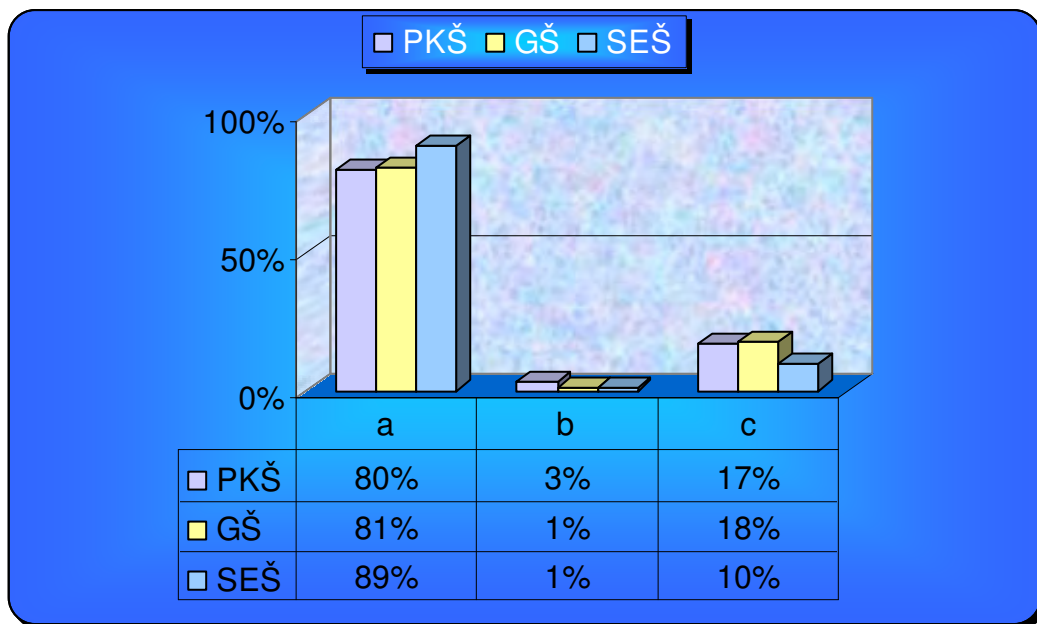 PKŠ GŠ SEŠ
100%
50%
0%
a b c
PKŠ 80% 3% 17%
GŠ 81% 1% 18%
SEŠ 89% 1% 10%